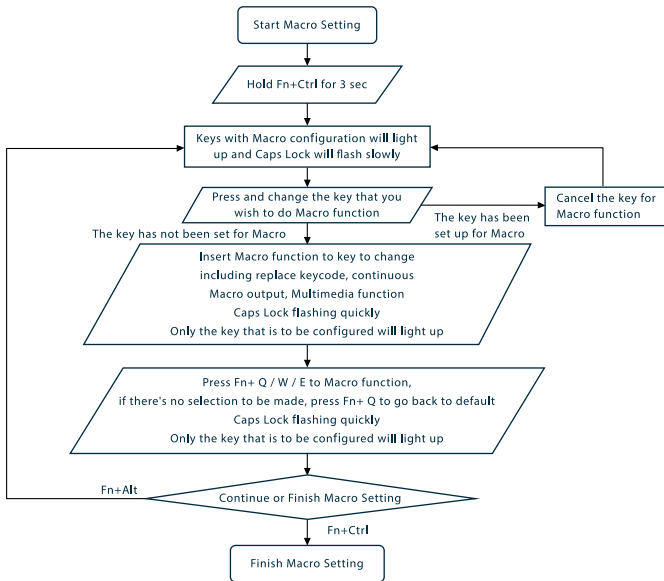 Start Macro Setting
Hold Fn+Ctrl for 3 sec
Keys with Macro configuration will light
up and Caps Lock will flash slowly
Press and change the key that you
wish to do Macro function
Cancel the key for
Macro function
The key has been
set up for Macro
The key has not been set for Macro
Insert Macro function to key to change
including replace keycode, continuous
Macro output, Multimedia function
Caps Lock flashing quickly
Only the key that is to be configured will light up
Press Fn+ Q / W / E to Macro function,
if there's no selection to be made, press Fn+ Q to go back to default
Caps Lock flashing quickly
Only the key that is to be configured will light up
Fn+Alt
Continue or Finish Macro Setting
Fn+Ctrl
Finish Macro Setting